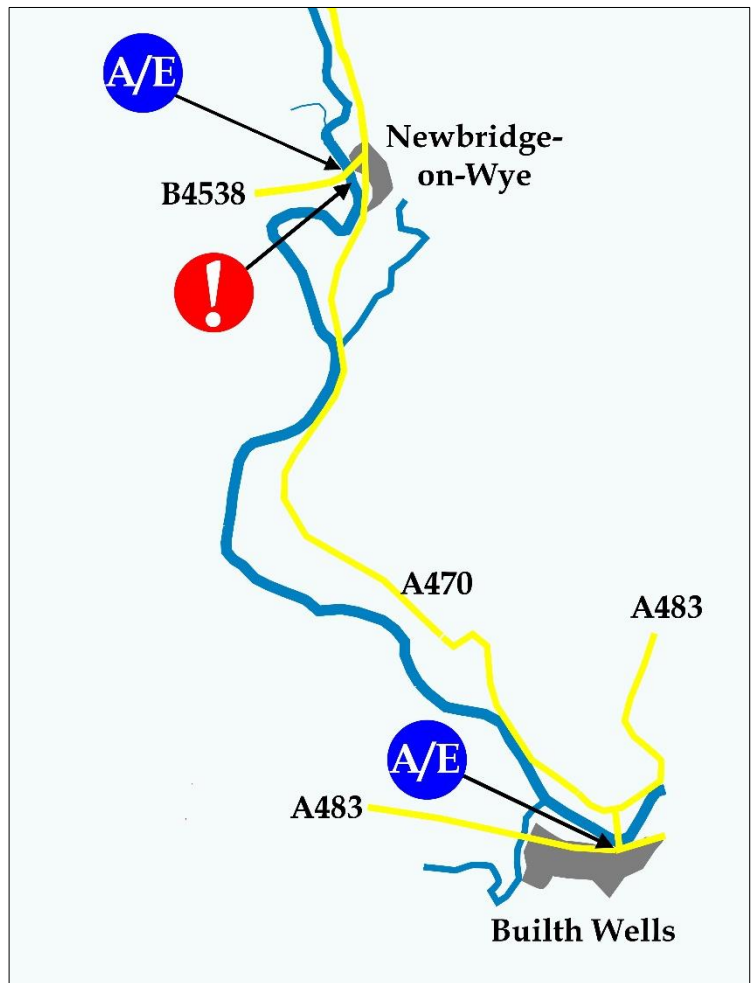 A/E
Newbridge-
on-Wye
B4538
!
A470
A483
A/E
A483
Builth Wells